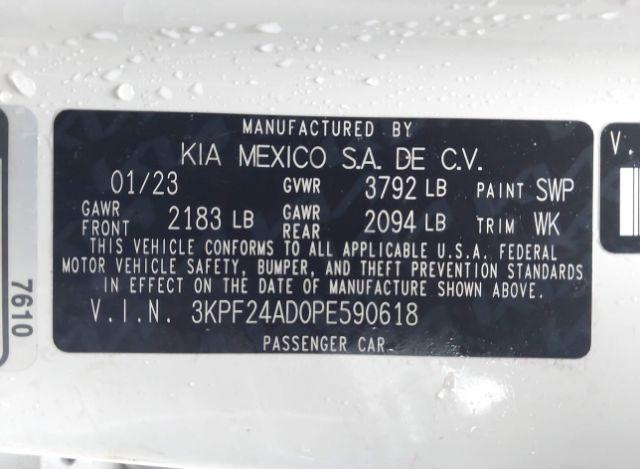 MANUFACTURED BY
KIA MEXICO S.A. DE C.V.
01/23 GVWR 3792 LB PAINT SWP
GAWR FRONT 2183 LB GAWR REAR 2094 LB TRIM WK
THIS VEHICLE CONFORMS TO ALL APPLICABLE U.S.A. FEDERAL
MOTOR VEHICLE SAFETY, BUMPER, AND THEFT PREVENTION STANDARDS
IN EFFECT ON THE DATE OF MANUFACTURE SHOWN ABOVE.
V.I.N. 3KPF24AD0PE590618
PASSENGER CAR
7610
V.